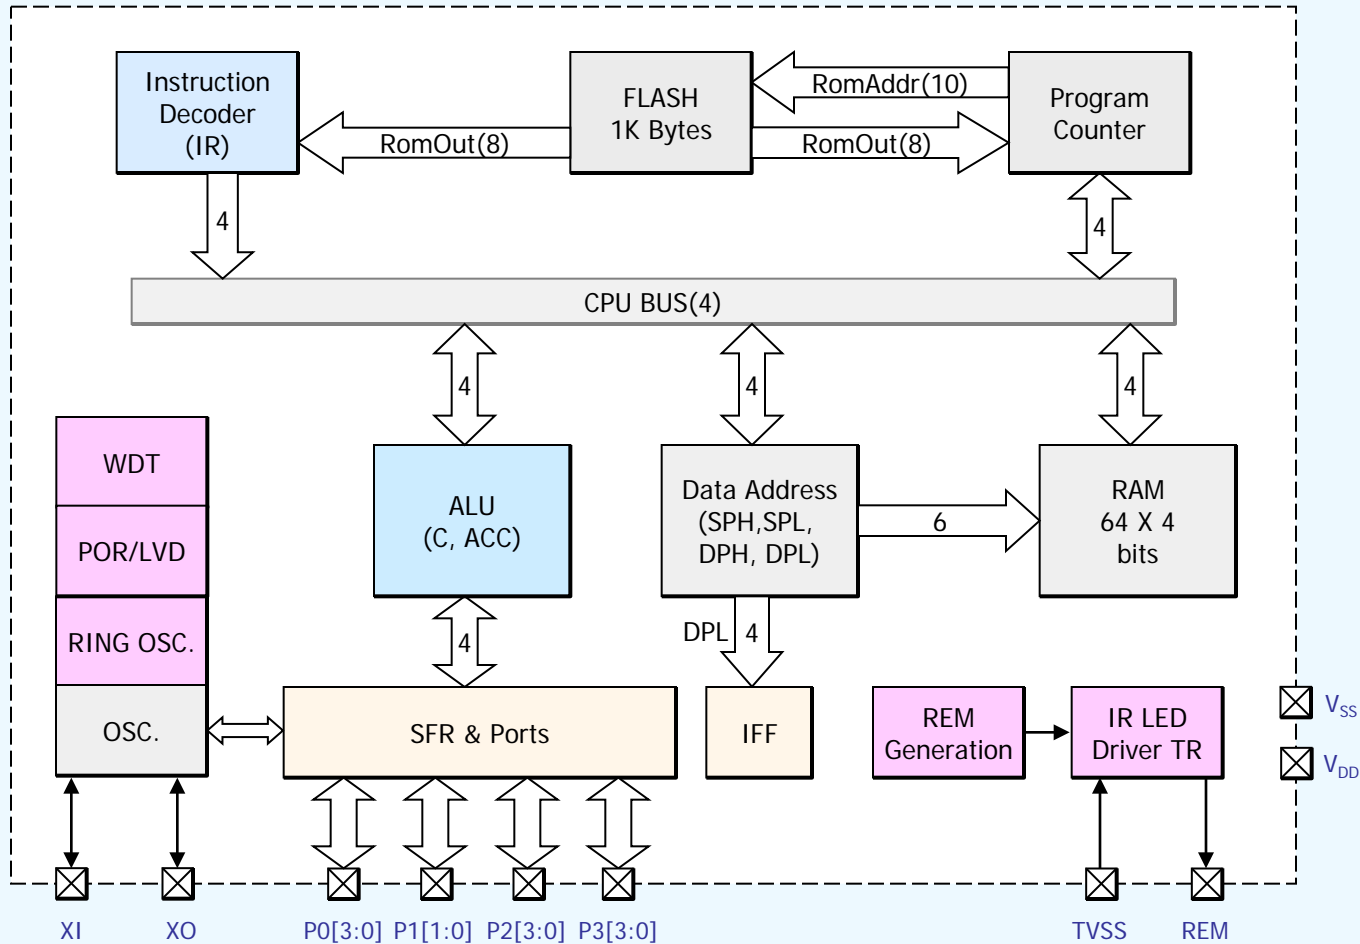 Instruction
Decoder
(IR)
RomOut(8)
FLASH
1K Bytes
RomAddr(10)
RomOut(8)
Program
Counter
4
4
CPU BUS(4)
4
4
4
WDT
POR/LVD
RING OSC.
OSC.
ALU
(C, ACC)
Data Address
(SPH,SPL,
DPH, DPL)
6
RAM
64 X 4
bits
4
DPL
4
SFR & Ports
IFF
REM
Generation
IR LED
Driver TR
VSS
VDD
XI
XO
P0[3:0]
P1[1:0]
P2[3:0]
P3[3:0]
TVSS
REM